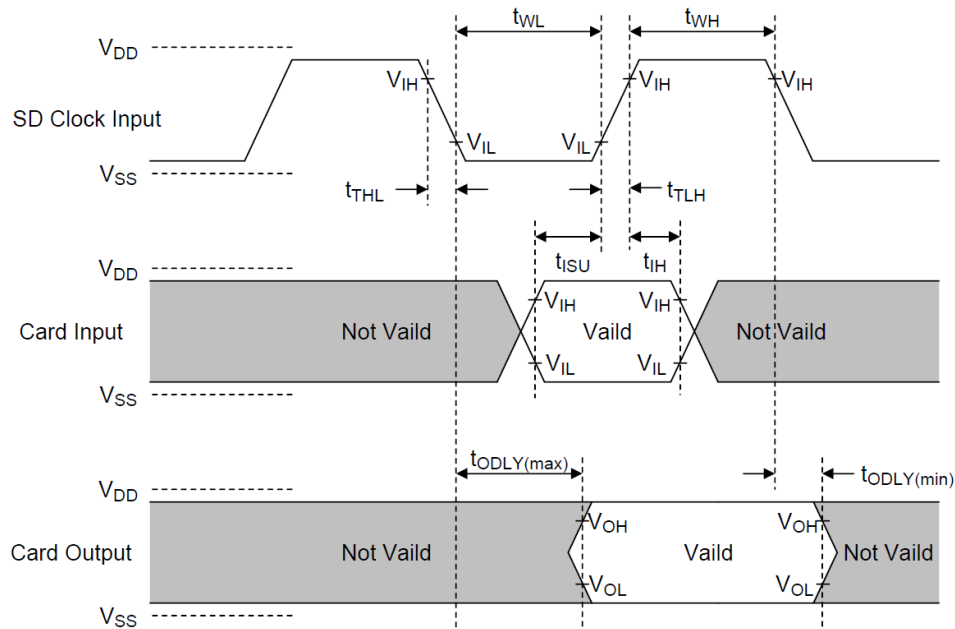 tWL
tWH
VDD
VIH
VIH
VIH
SD Clock Input
VIL
VIL
VSS
tTHL
tTLH
tISU
tIH
VDD
VIH
VIH
Card Input
Not Vaild
Vaild
Not Vaild
VIL
VIL
VSS
tODLY(max)
tODLY(min)
VDD
VOH
VOH
Card Output
Not Vaild
Vaild
Not Vaild
VOL
VOL
VSS